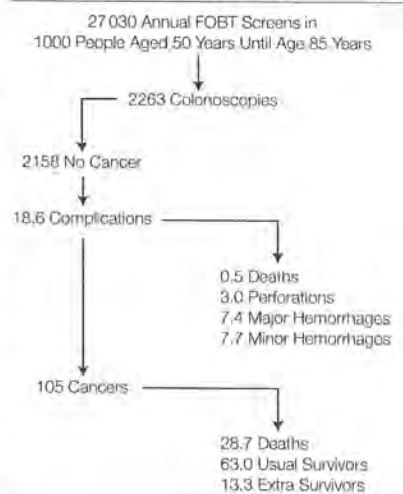 27 030 Annual FOBT Screens in
1000 People Aged 50 Years Until Age 85 Years
2263 Colonoscopies
2158 No Cancer
18.6 Complications
0.5 Deaths
3.0 Perforations
7.4 Major Hemorrhages
7.7 Minor Hemorrhages
105 Cancers
28.7 Deaths
63.0 Usual Survivors
13.3 Extra Survivors